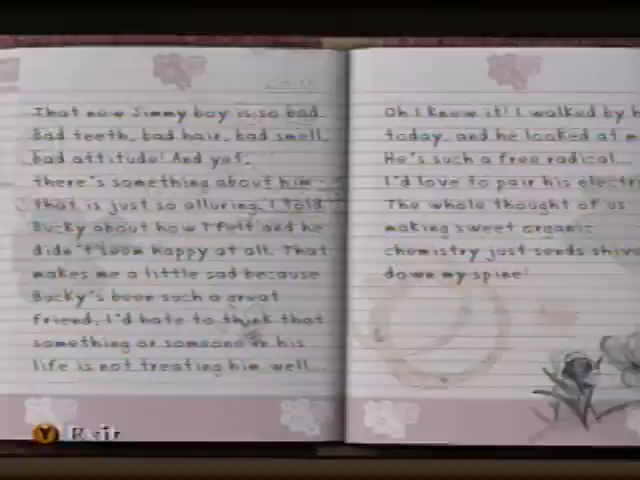 That new Jimmy boy is so bad.
Bad teeth, bad hair, bad smell,
bad attitude! And yet,
there's something about him
that is just so alluring. I told
Bucky about how I felt and he
didn't seem happy at all. That
makes me a little sad because
Bucky's been such a great
friend. I'd hate to think that
something or someone in his
life is not treating him well...
Oh I knew it! I walked by
today, and he looked at
He's such a free radical.
I'd love to pair his
The whole thought of us
making sweet organic
chemistry just sends
down my spine!
Y Exit